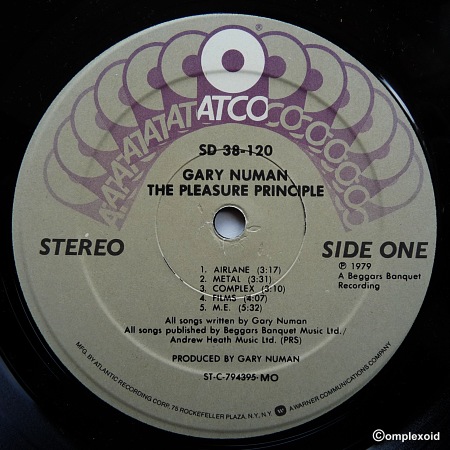 ATCO
®
SD 38-120
GARY NUMAN
THE PLEASURE PRINCIPLE
STEREO
SIDE ONE
℗ 1979
A Beggars Banquet
Recording
1. AIRLANE (3:17)
2. METAL (3:31)
3. COMPLEX (3:10)
4. FILMS (4:07)
5. M.E. (5:32)
All songs written by Gary Numan
All songs published by Beggars Banquet Music Ltd./
Andrew Heath Music Ltd. (PRS)
PRODUCED BY GARY NUMAN
ST-C-794395-MO
MFG. BY ATLANTIC RECORDING CORP., 75 ROCKEFELLER PLAZA, N.Y., N.Y. A WARNER COMMUNICATIONS COMPANY
©omplexoid